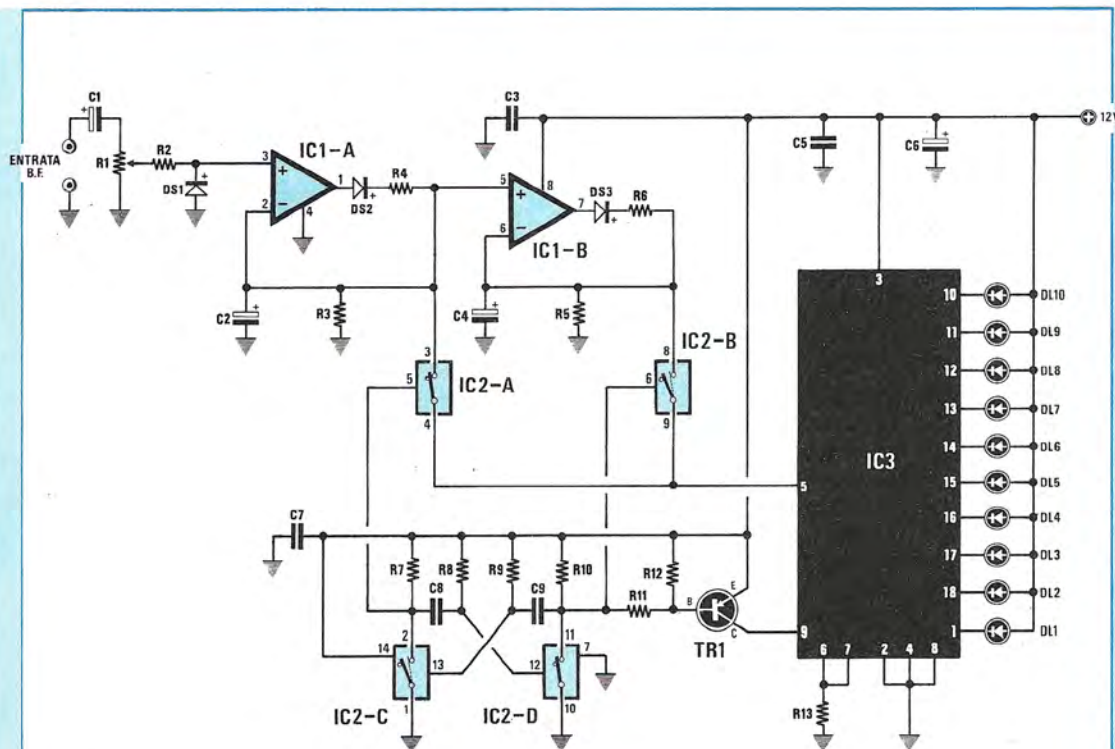 C1
+
ENTRATA
B.F.
R1
R2
DS1
+
3
+
2
−
IC1-A
1
4
DS2
+
R4
C2
+
R3
C3
5
+
6
−
IC1-B
8
7
DS3
+
R6
C4
+
R5
C5
C6
+
+ 12V
3
5
IC2-A
4
8
6
IC2-B
9
5
IC3
3
10 DL10
11 DL9
12 DL8
13 DL7
14 DL6
15 DL5
16 DL4
17 DL3
18 DL2
1 DL1
9
6 7
2 4 8
R13
C7
R7
C8
R8
R9
C9
R10
R11
R12
B
E
C
TR1
2
14
13
1
IC2-C
11
7
12
10
IC2-D